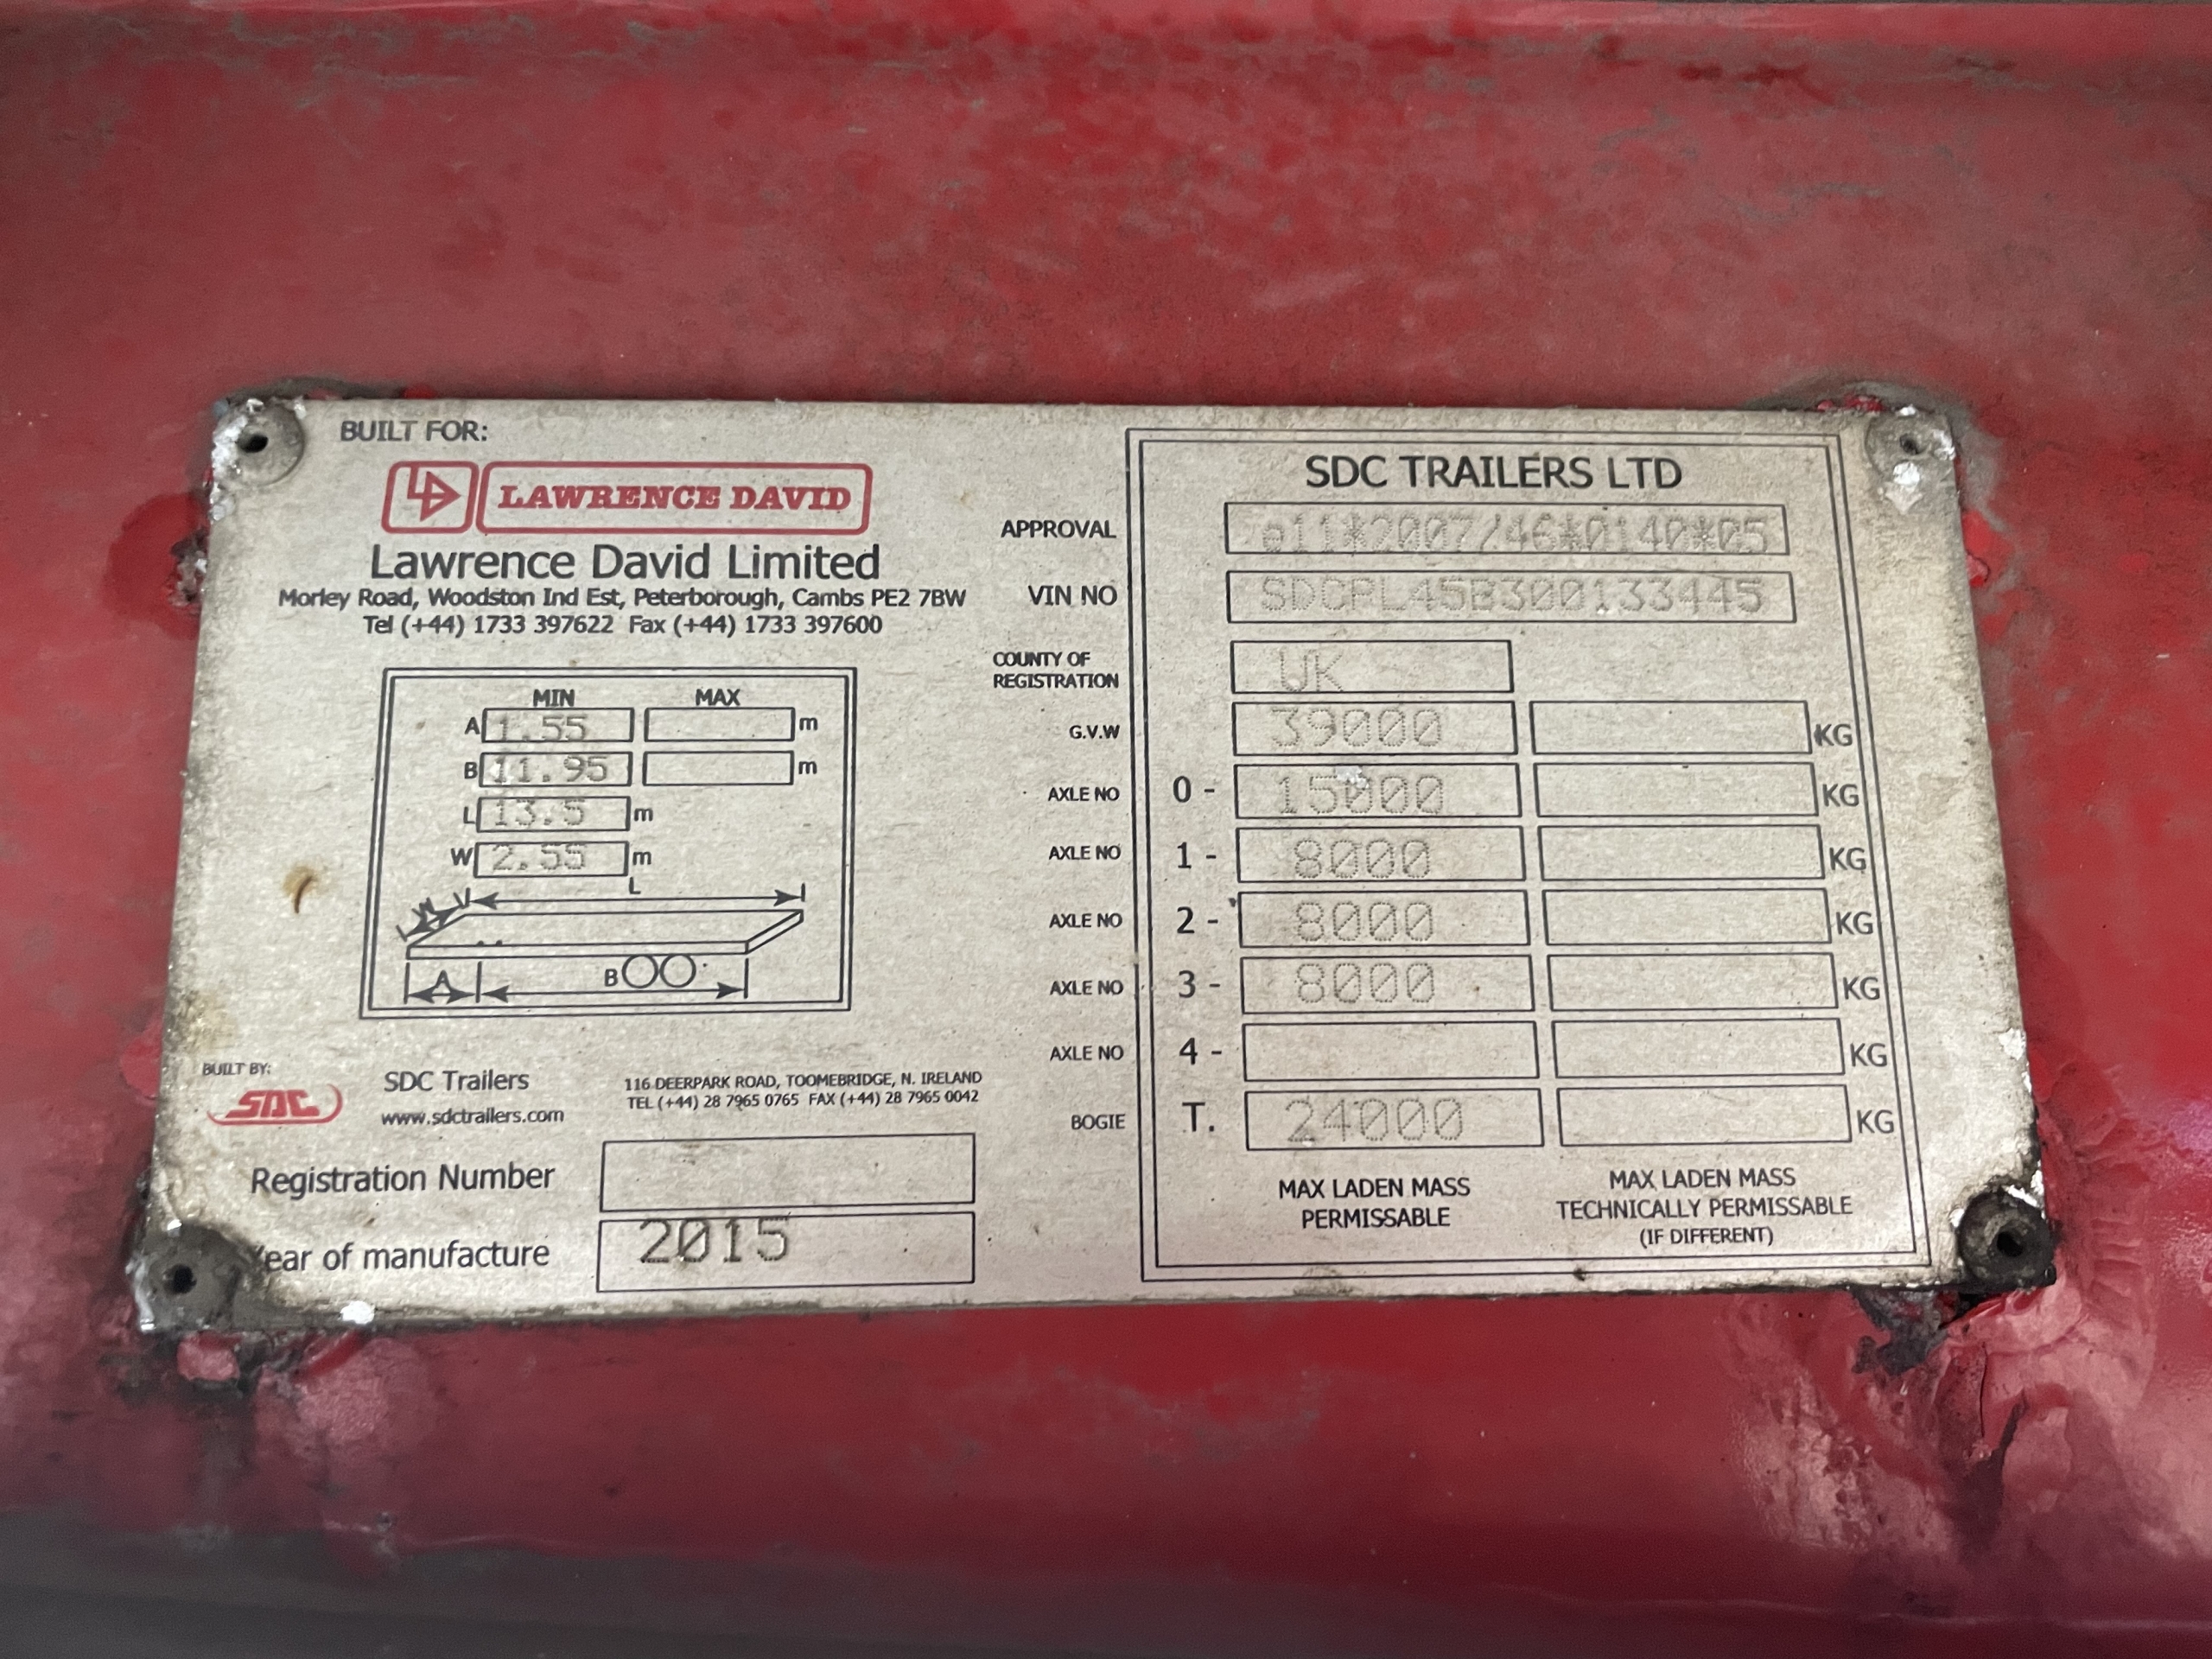 BUILT FOR:
LD LAWRENCE DAVID
Lawrence David Limited
Morley Road, Woodston Ind Est, Peterborough, Cambs PE2 7BW
Tel (+44) 1733 397622 Fax (+44) 1733 397600
MIN MAX
A 1.55 m
B 11.95 m
L 13.5 m
W 2.55 m
L
W
A B
BUILT BY:
SDC
SDC Trailers
www.sdctrailers.com
116 DEERPARK ROAD, TOOMEBRIDGE, N. IRELAND
TEL (+44) 28 7965 0765 FAX (+44) 28 7965 0042
Registration Number
Year of manufacture 2015
SDC TRAILERS LTD
APPROVAL e11*2007/46*0140*05
VIN NO SDCPL45B300133445
COUNTY OF
REGISTRATION UK
G.V.W 39000 KG
AXLE NO 0 - 15000 KG
AXLE NO 1 - 8000 KG
AXLE NO 2 - 8000 KG
AXLE NO 3 - 8000 KG
AXLE NO 4 - KG
BOGIE T. 24000 KG
MAX LADEN MASS
PERMISSABLE
MAX LADEN MASS
TECHNICALLY PERMISSABLE
(IF DIFFERENT)